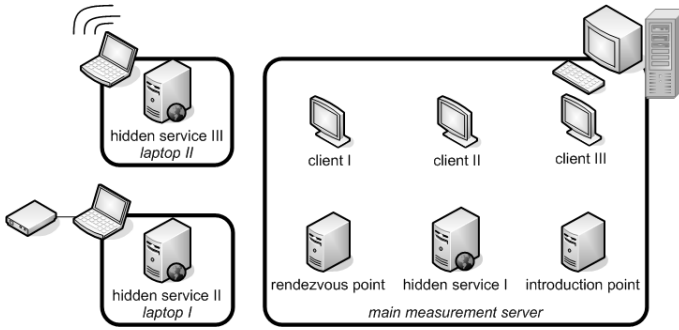 hidden service III
laptop II
hidden service II
laptop I
client I
client II
client III
rendezvous point
hidden service I
introduction point
main measurement server